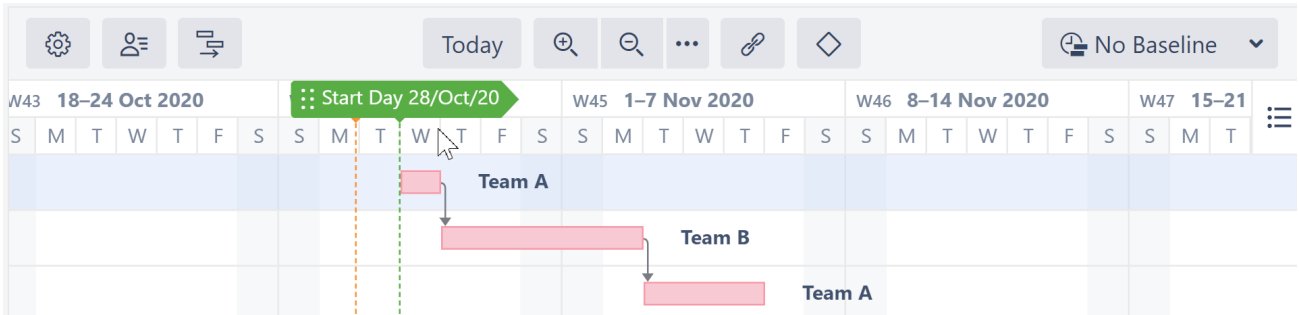 Today No Baseline
W43 18–24 Oct 2020 Start Day 28/Oct/20 W45 1–7 Nov 2020 W46 8–14 Nov 2020 W47 15–21
S M T W T F S S M T W T F S S M T W T F S S M T W T F S S M T
Team A
Team B
Team A